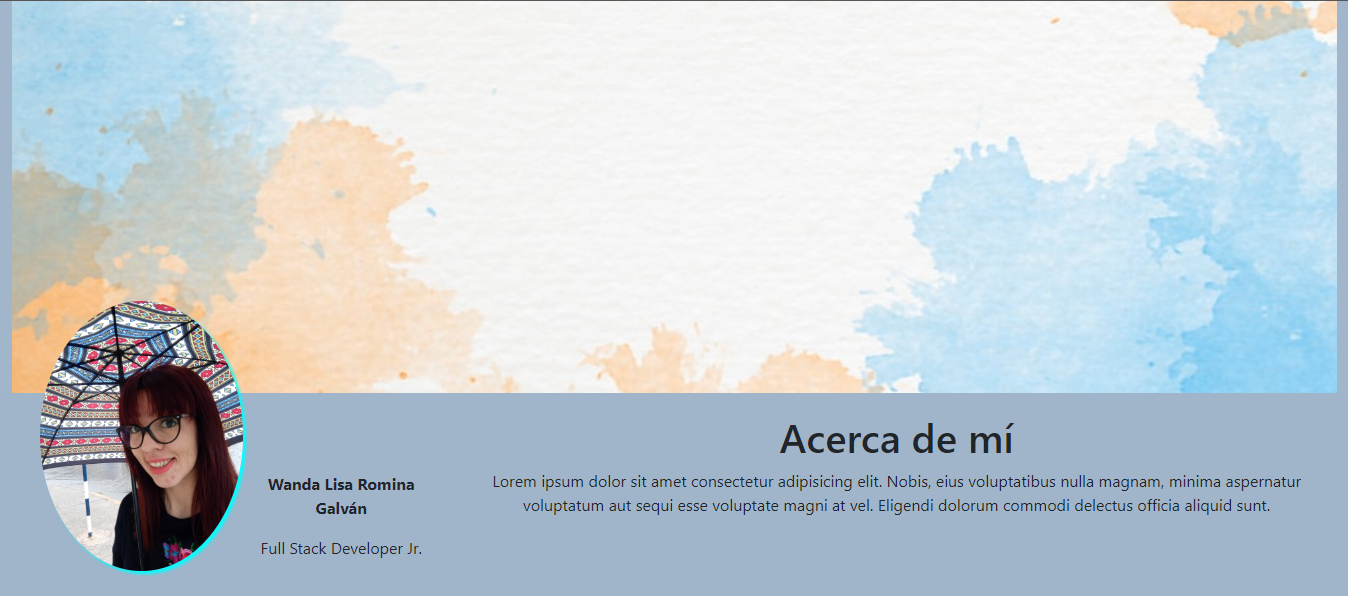 Acerca de mí
Wanda Lisa Romina
Galván
Full Stack Developer Jr.
Lorem ipsum dolor sit amet consectetur adipisicing elit. Nobis, eius voluptatibus nulla magnam, minima aspernatur
voluptatum aut sequi esse voluptate magni at vel. Eligendi dolorum commodi delectus officia aliquid sunt.